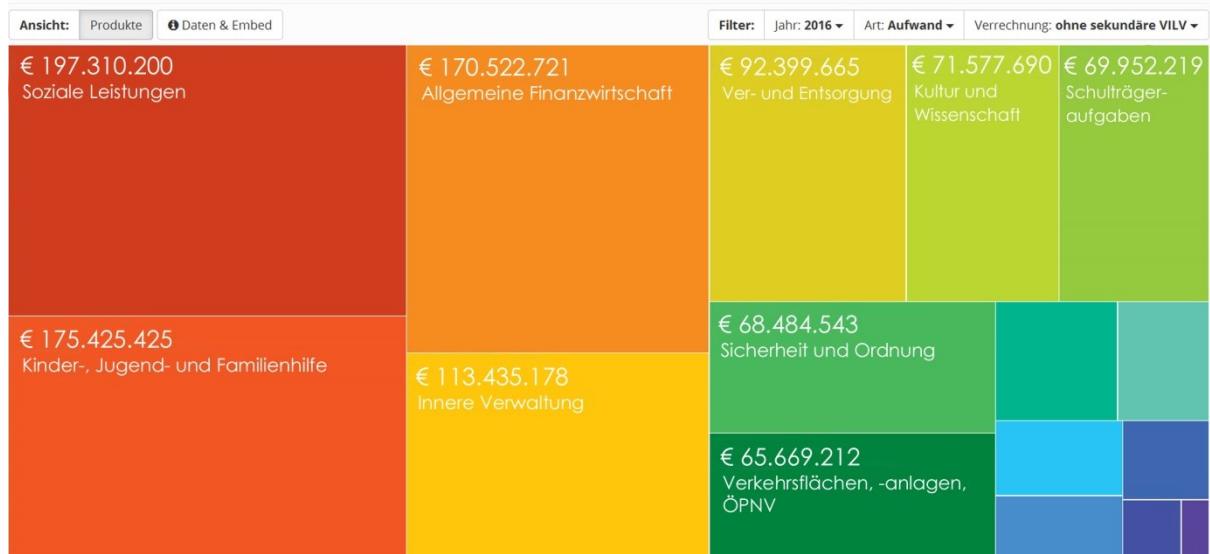 Ansicht: Produkte Daten & Embed
Filter: Jahr: 2016 Art: Aufwand Verrechnung: ohne sekundäre VILV
€ 197.310.200
Soziale Leistungen
€ 175.425.425
Kinder-, Jugend- und Familienhilfe
€ 170.522.721
Allgemeine Finanzwirtschaft
€ 113.435.178
Innere Verwaltung
€ 92.399.665
Ver- und Entsorgung
€ 71.577.690
Kultur und
Wissenschaft
€ 69.952.219
Schulträger-
aufgaben
€ 68.484.543
Sicherheit und Ordnung
€ 65.669.212
Verkehrsflächen, -anlagen,
ÖPNV